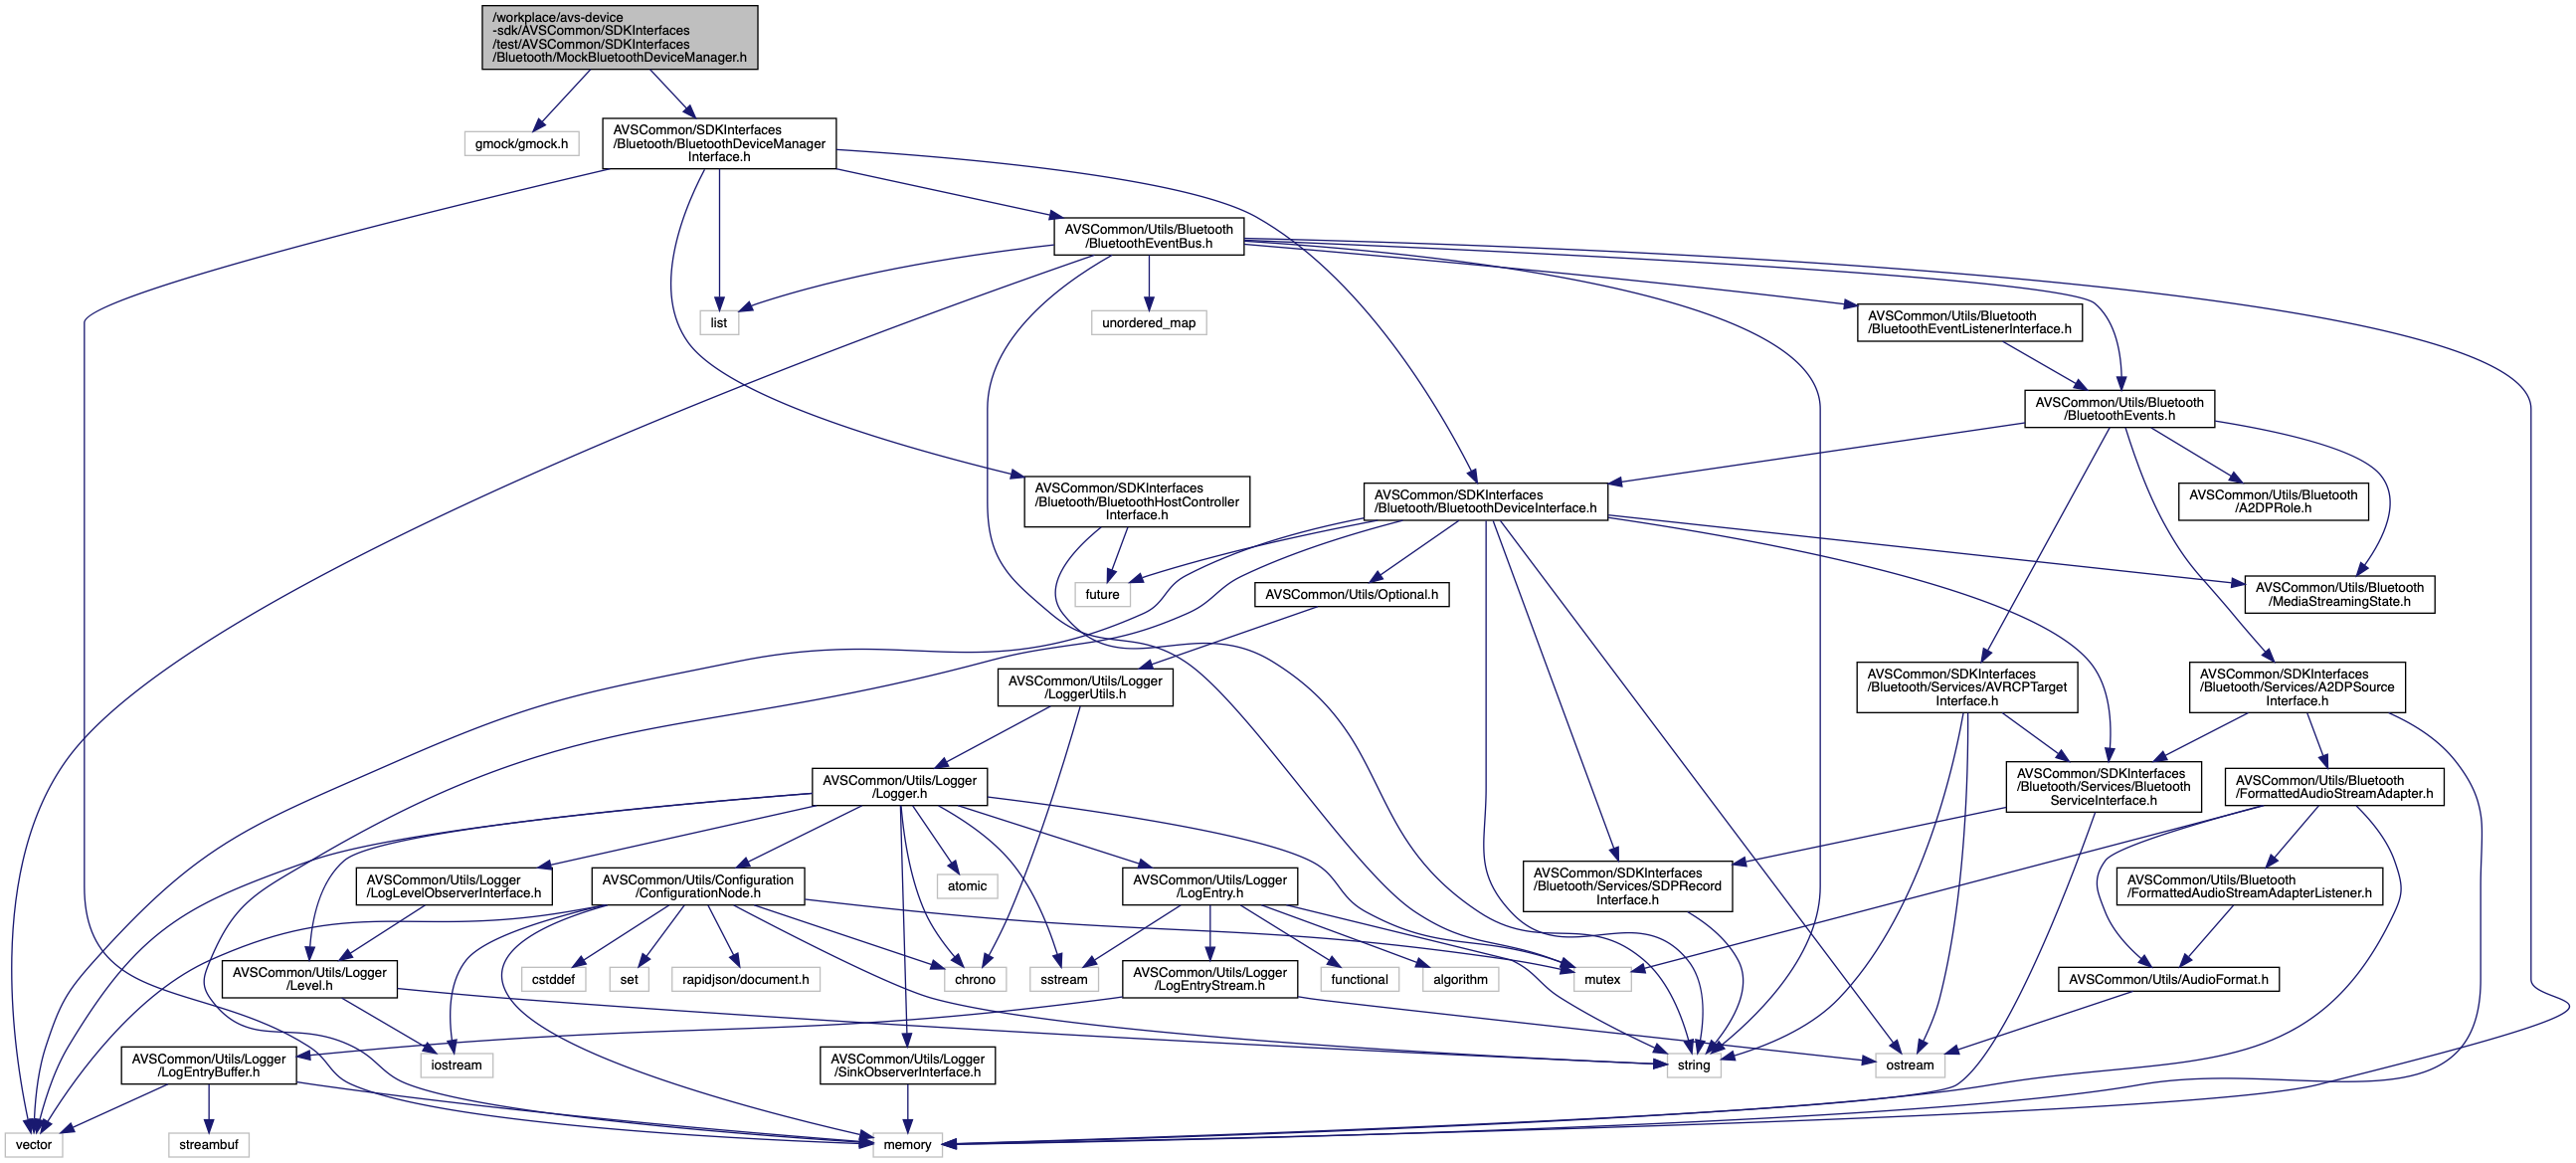 /workplace/avs-device
-sdk/AVSCommon/SDKInterfaces
/test/AVSCommon/SDKInterfaces
/Bluetooth/MockBluetoothDeviceManager.h
gmock/gmock.h
AVSCommon/SDKInterfaces
/Bluetooth/BluetoothDeviceManager
Interface.h
AVSCommon/Utils/Bluetooth
/BluetoothEventBus.h
list
unordered_map
AVSCommon/Utils/Bluetooth
/BluetoothEventListenerInterface.h
AVSCommon/Utils/Bluetooth
/BluetoothEvents.h
AVSCommon/SDKInterfaces
/Bluetooth/BluetoothHostController
Interface.h
AVSCommon/SDKInterfaces
/Bluetooth/BluetoothDeviceInterface.h
AVSCommon/Utils/Bluetooth
/A2DPRole.h
future
AVSCommon/Utils/Optional.h
AVSCommon/Utils/Bluetooth
/MediaStreamingState.h
AVSCommon/Utils/Logger
/LoggerUtils.h
AVSCommon/SDKInterfaces
/Bluetooth/Services/AVRCPTarget
Interface.h
AVSCommon/SDKInterfaces
/Bluetooth/Services/A2DPSource
Interface.h
AVSCommon/Utils/Logger
/Logger.h
AVSCommon/SDKInterfaces
/Bluetooth/Services/Bluetooth
ServiceInterface.h
AVSCommon/Utils/Bluetooth
/FormattedAudioStreamAdapter.h
AVSCommon/Utils/Logger
/LogLevelObserverInterface.h
AVSCommon/Utils/Configuration
/ConfigurationNode.h
atomic
AVSCommon/Utils/Logger
/LogEntry.h
AVSCommon/SDKInterfaces
/Bluetooth/Services/SDPRecord
Interface.h
AVSCommon/Utils/Bluetooth
/FormattedAudioStreamAdapterListener.h
AVSCommon/Utils/Logger
/Level.h
cstddef
set
rapidjson/document.h
chrono
sstream
AVSCommon/Utils/Logger
/LogEntryStream.h
functional
algorithm
mutex
AVSCommon/Utils/AudioFormat.h
AVSCommon/Utils/Logger
/LogEntryBuffer.h
iostream
AVSCommon/Utils/Logger
/SinkObserverInterface.h
string
ostream
vector
streambuf
memory